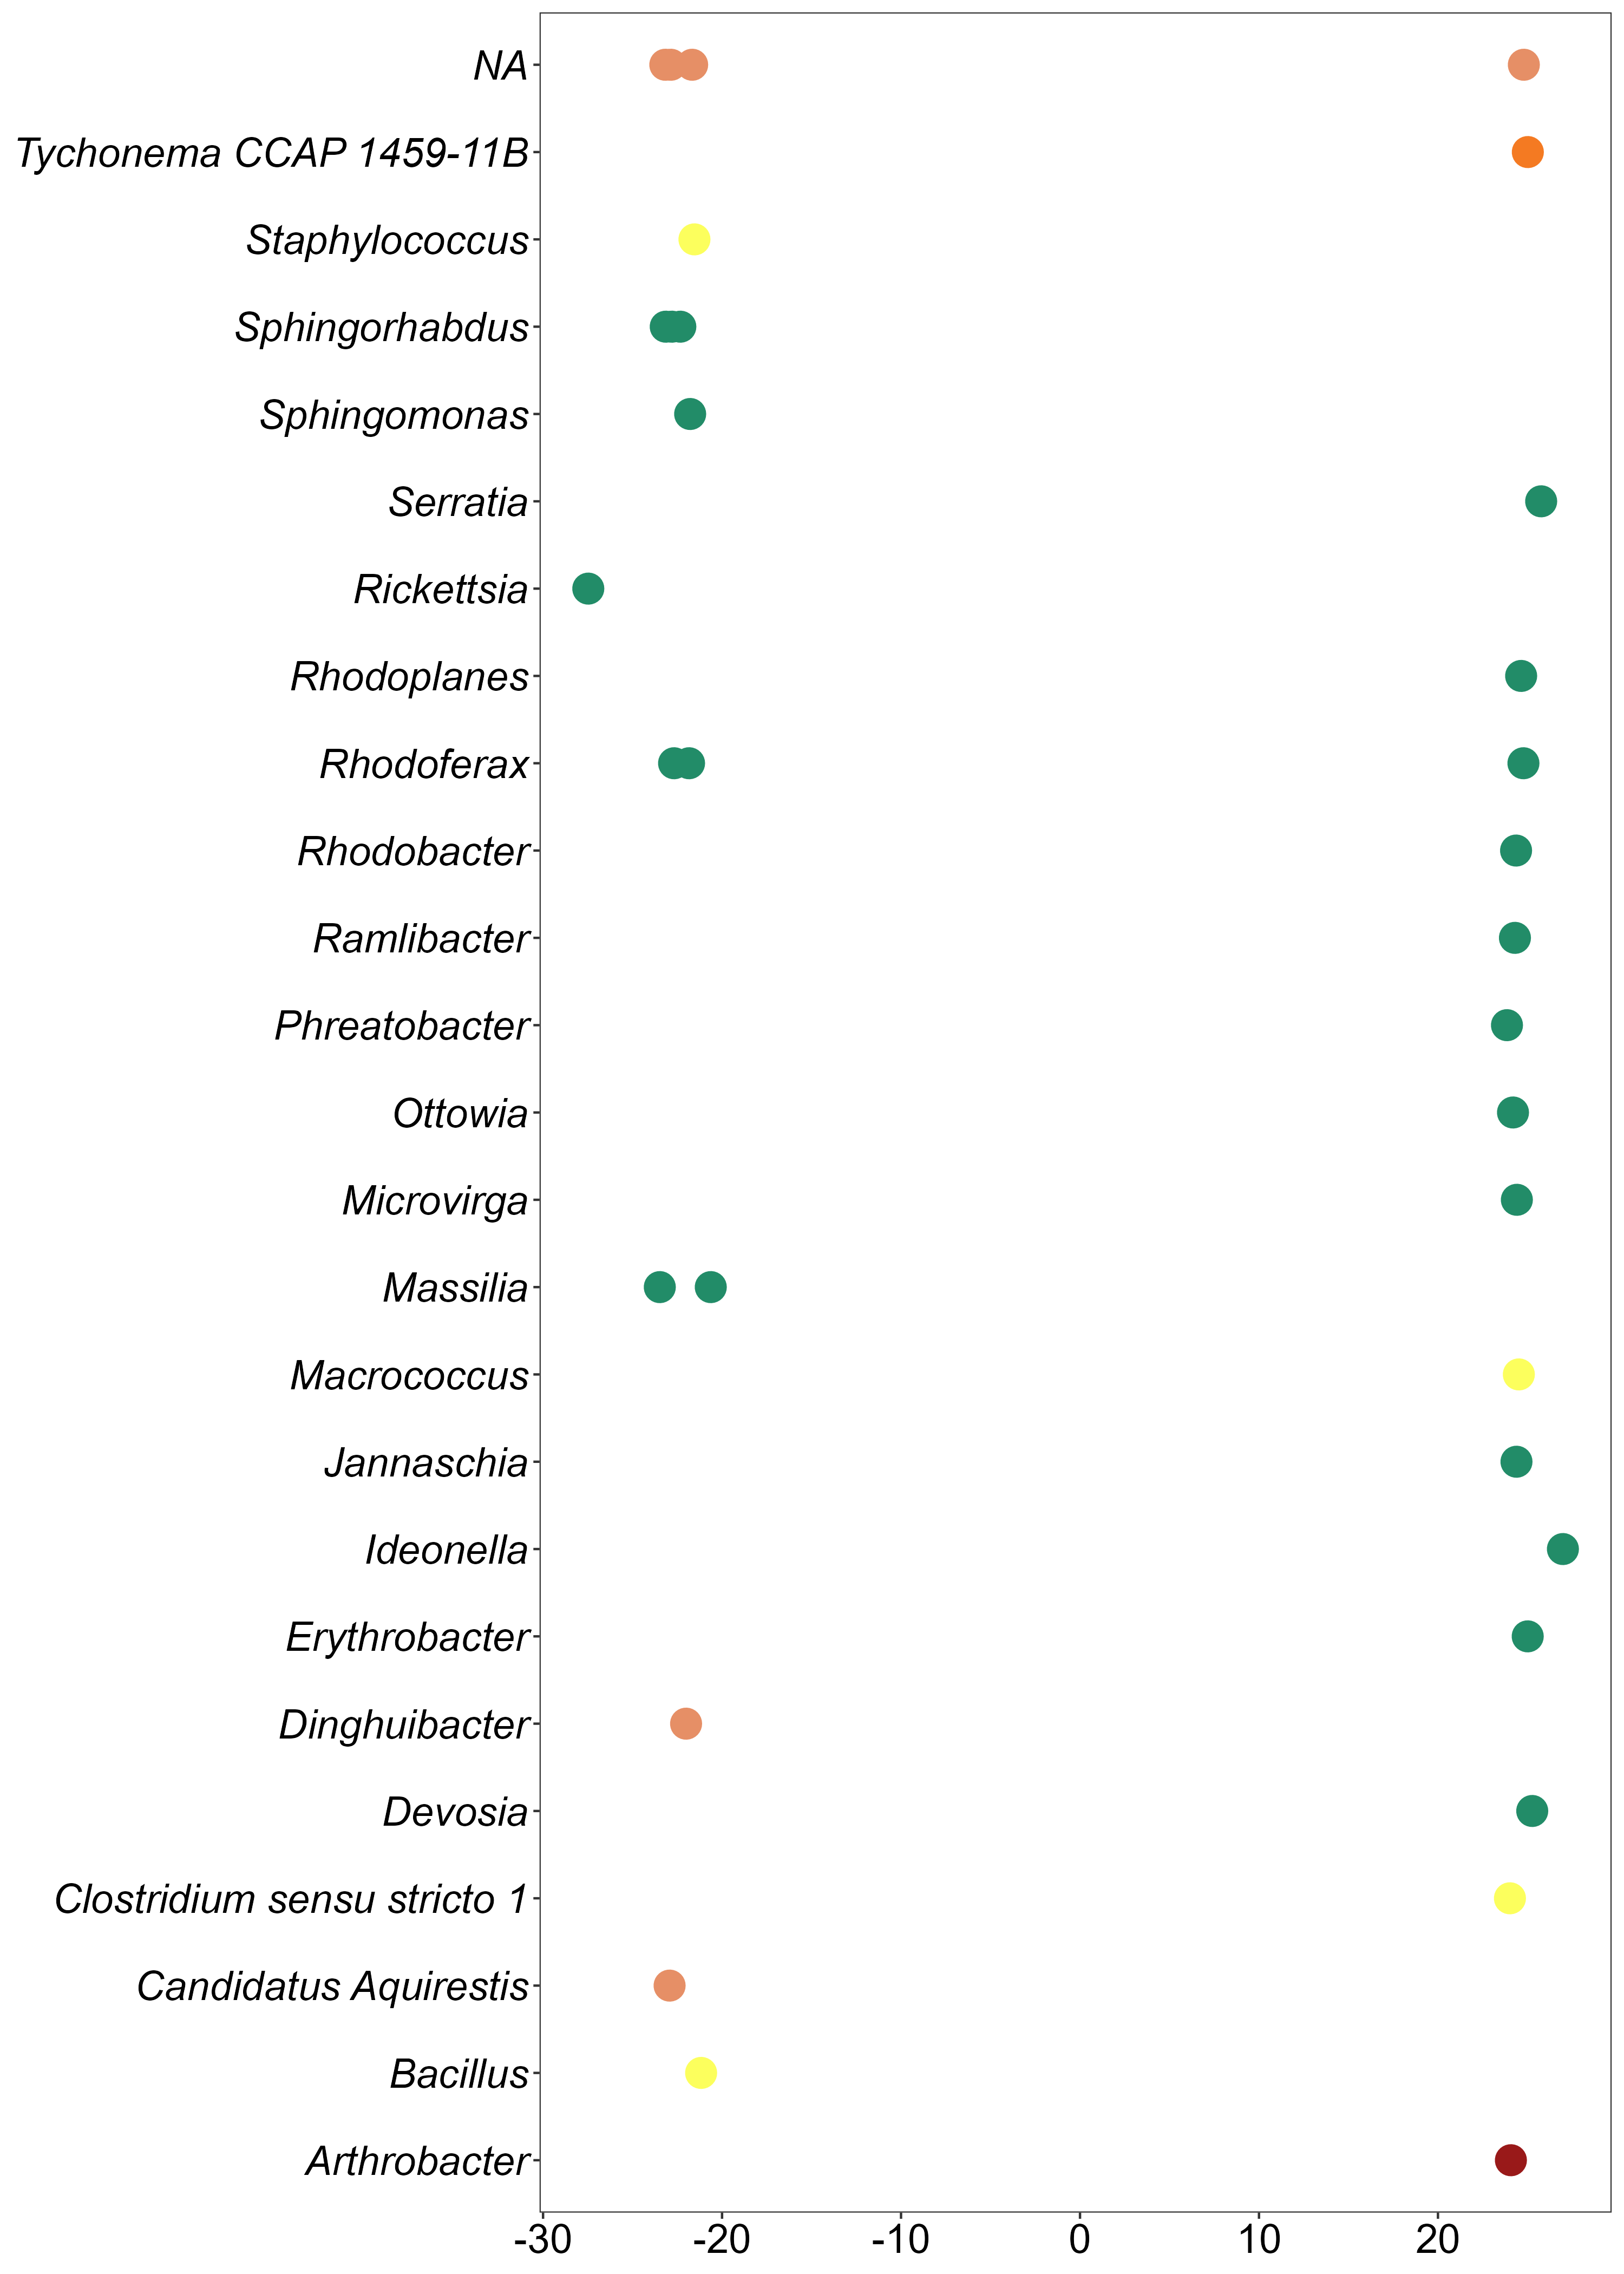 NA
Tychonema CCAP 1459-11B
Staphylococcus
Sphingorhabdus
Sphingomonas
Serratia
Rickettsia
Rhodoplanes
Rhodoferax
Rhodobacter
Ramlibacter
Phreatobacter
Ottowia
Microvirga
Massilia
Macrococcus
Jannaschia
Ideonella
Erythrobacter
Dinghuibacter
Devosia
Clostridium sensu stricto 1
Candidatus Aquirestis
Bacillus
Arthrobacter
-30 -20 -10 0 10 20